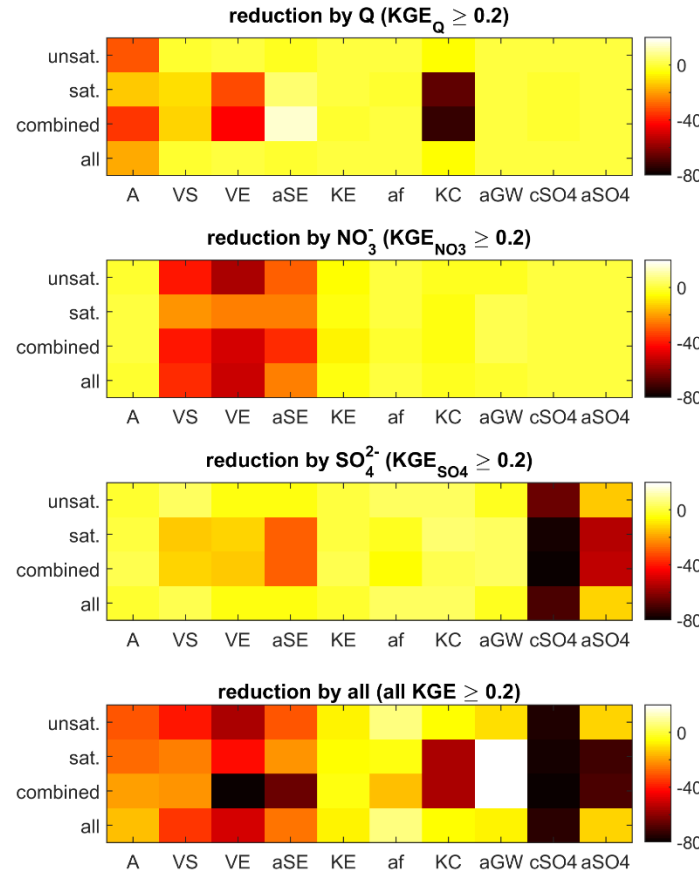 reduction by Q (KGE_Q ≥ 0.2)
unsat.
sat.
combined
all
A VS VE aSE KE af KC aGW cSO4 aSO4
0
-40
-80
reduction by NO₃⁻ (KGE_NO3 ≥ 0.2)
unsat.
sat.
combined
all
A VS VE aSE KE af KC aGW cSO4 aSO4
0
-40
-80
reduction by SO₄²⁻ (KGE_SO4 ≥ 0.2)
unsat.
sat.
combined
all
A VS VE aSE KE af KC aGW cSO4 aSO4
0
-40
-80
reduction by all (all KGE ≥ 0.2)
unsat.
sat.
combined
all
A VS VE aSE KE af KC aGW cSO4 aSO4
0
-40
-80